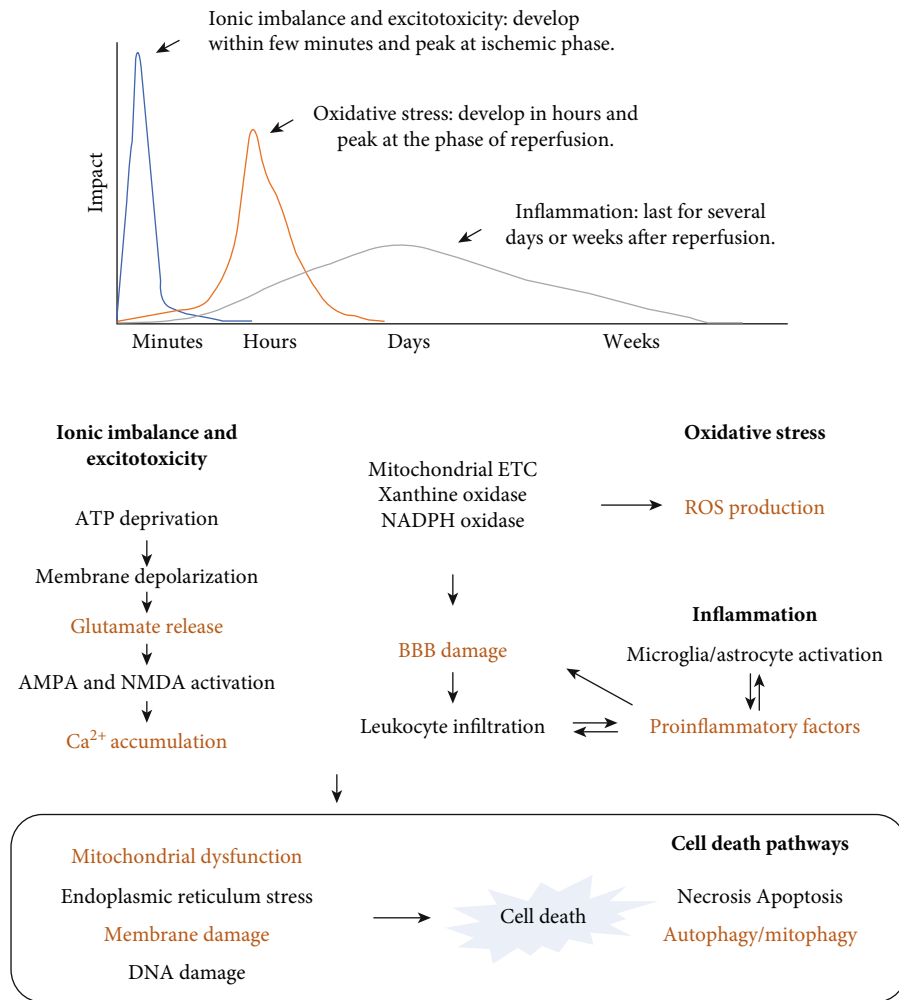 Ionic imbalance and excitotoxicity: develop
within few minutes and peak at ischemic phase.
Oxidative stress: develop in hours and
peak at the phase of reperfusion.
Inflammation: last for several
days or weeks after reperfusion.
Impact
Minutes Hours Days Weeks
Ionic imbalance and
excitotoxicity
ATP deprivation
Membrane depolarization
Glutamate release
AMPA and NMDA activation
Ca²⁺ accumulation
Mitochondrial ETC
Xanthine oxidase
NADPH oxidase
BBB damage
Leukocyte infiltration
Oxidative stress
ROS production
Inflammation
Microglia/astrocyte activation
Proinflammatory factors
Mitochondrial dysfunction
Endoplasmic reticulum stress
Membrane damage
DNA damage
Cell death
Cell death pathways
Necrosis Apoptosis
Autophagy/mitophagy